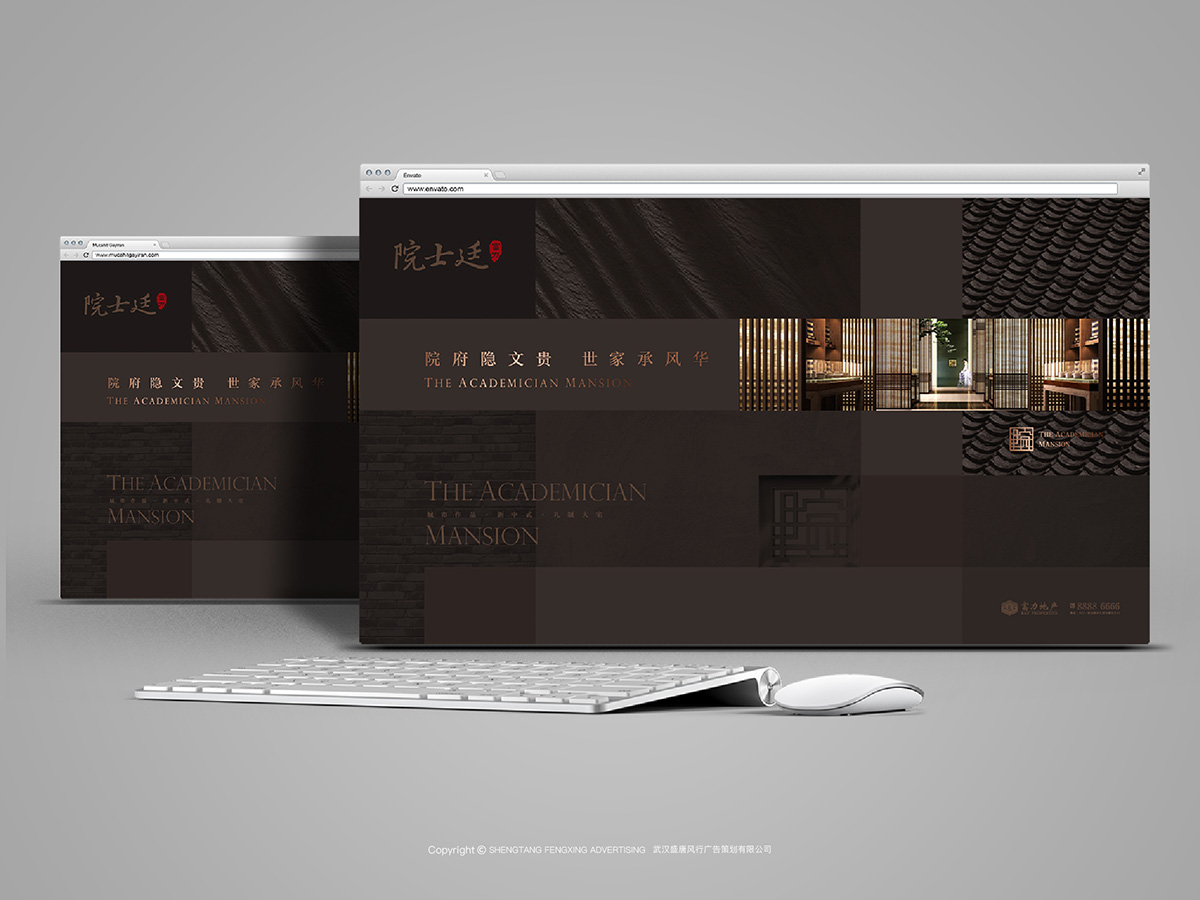 Envato
www.envato.com
院士廷
院府隐文贵 世家承风华
THE ACADEMICIAN MANSION
THE ACADEMICIAN
MANSION
THE ACADEMICIAN
MANSION
院
富力地产
8888 6666
Mucahit Gayiran
www.mucahitgayiran.com
院士廷
院府隐文贵 世家承风华
THE ACADEMICIAN MANSION
THE ACADEMICIAN
MANSION
Copyright © SHENGTANG FENGXING ADVERTISING 武汉盛唐风行广告策划有限公司